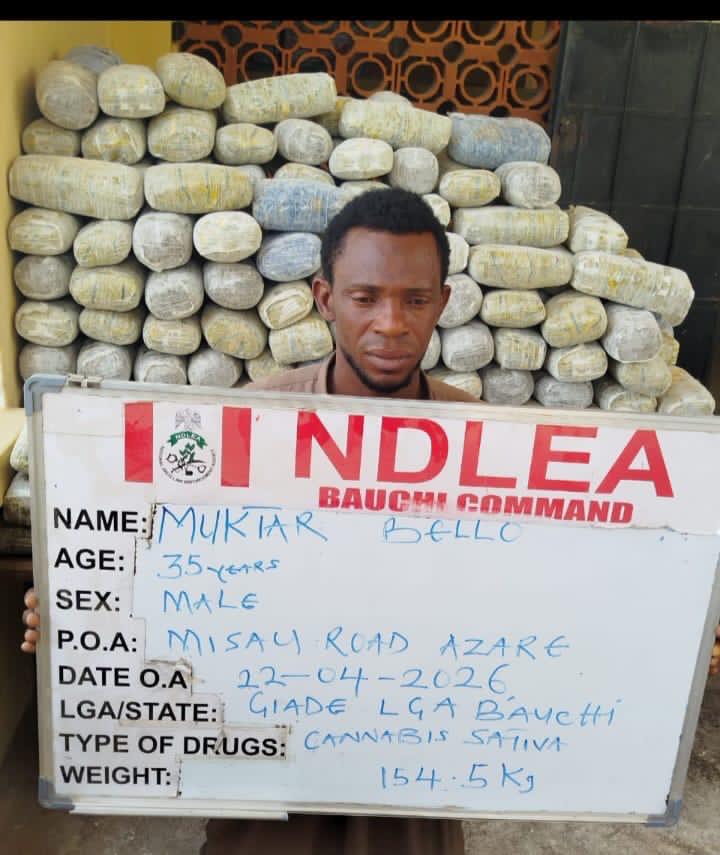 NDLEA
NDLEA
BAUCHI COMMAND
NAME: MUKTAR BELLO
AGE: 35 YEARS
SEX: MALE
P.O.A: MISAU ROAD AZARE
DATE O.A 22-04-2026
LGA/STATE: GIADE LGA BAUCHI
TYPE OF DRUGS: CANNABIS SATIVA
WEIGHT: 154.5 Kg